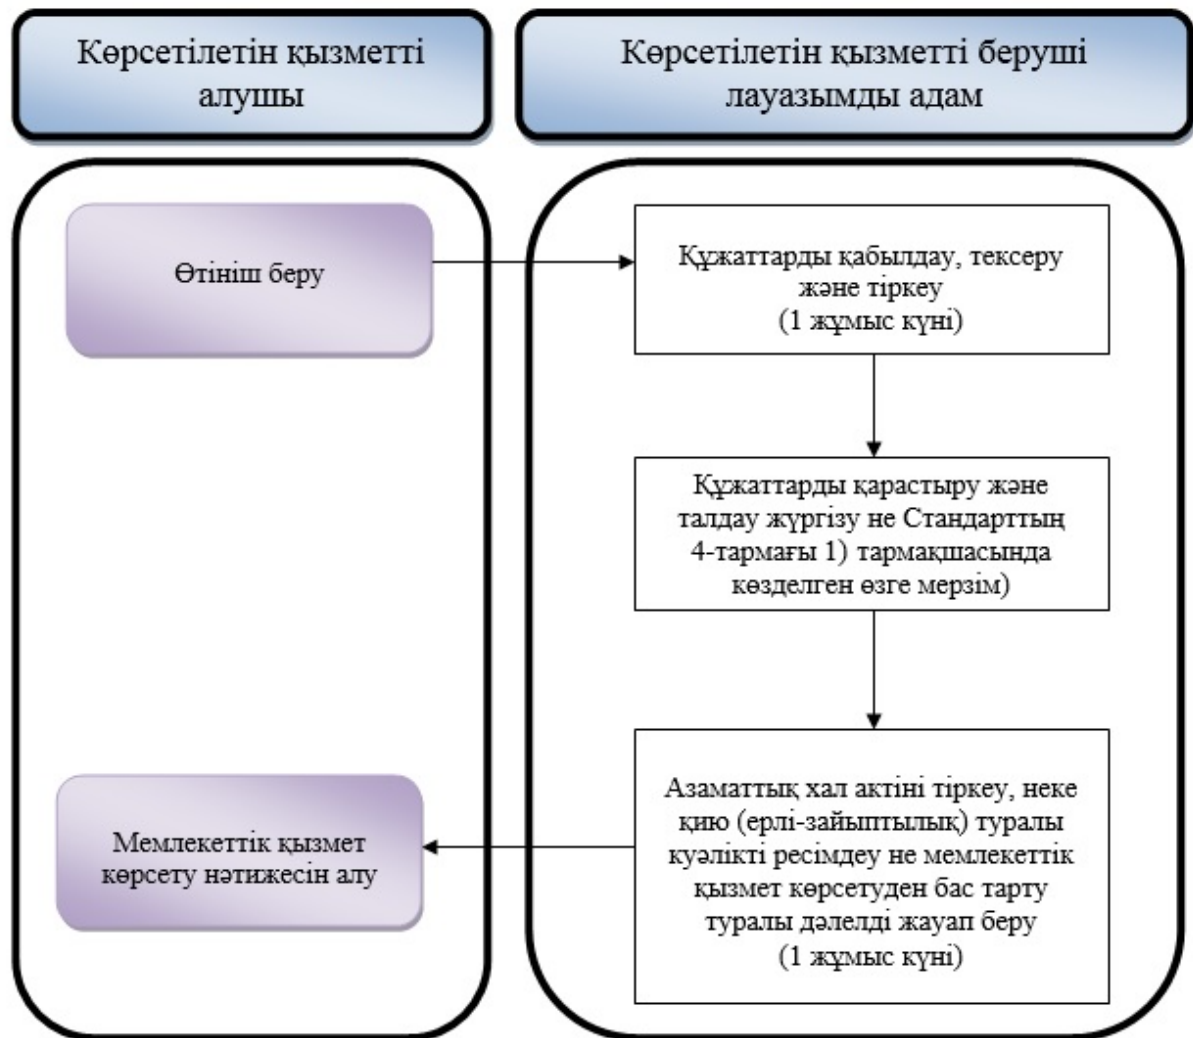 Көрсетілетін қызметті
алушы
Көрсетілетін қызметті беруші
лауазымды адам
Өтініш беру
Құжаттарды қабылдау, тексеру
және тіркеу
(1 жұмыс күні)
Құжаттарды қарастыру және
талдау жүргізу не Стандарттың
4-тармағы 1) тармақшасында
көзделген өзге мерзім)
Азаматтық хал актіні тіркеу, неке
қию (ерлі-зайыптылық) туралы
куәлікті ресімдеу не мемлекеттік
қызмет көрсетуден бас тарту
туралы дәлелді жауап беру
(1 жұмыс күні)
Мемлекеттік қызмет
көрсету нәтижесін алу